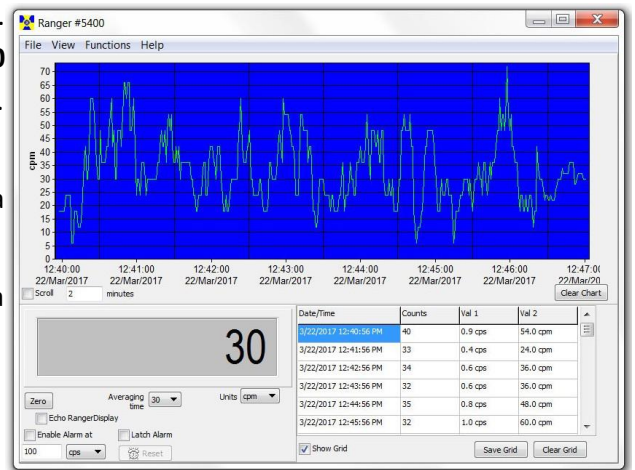 Ranger #5400
File View Functions Help
70
65
60
55
50
45
40
35
30
25
20
15
10
5
0
cpm
12:40:00 12:41:00 12:42:00 12:43:00 12:44:00 12:45:00 12:46:00 12:47:00
22/Mar/2017 22/Mar/2017 22/Mar/2017 22/Mar/2017 22/Mar/2017 22/Mar/2017 22/Mar/2017 22/Mar/20
Scroll 2 minutes Clear Chart
30
Zero Averaging time 30 Units cpm
Echo RangerDisplay
Enable Alarm at Latch Alarm
100 cps Reset
Date/Time Counts Val 1 Val 2
3/22/2017 12:40:56 PM 40 0.9 cps 54.0 cpm
3/22/2017 12:41:56 PM 33 0.4 cps 24.0 cpm
3/22/2017 12:42:56 PM 34 0.6 cps 36.0 cpm
3/22/2017 12:43:56 PM 32 0.6 cps 36.0 cpm
3/22/2017 12:44:56 PM 35 0.8 cps 48.0 cpm
3/22/2017 12:45:56 PM 32 1.0 cps 60.0 cpm
Show Grid Save Grid Clear Grid